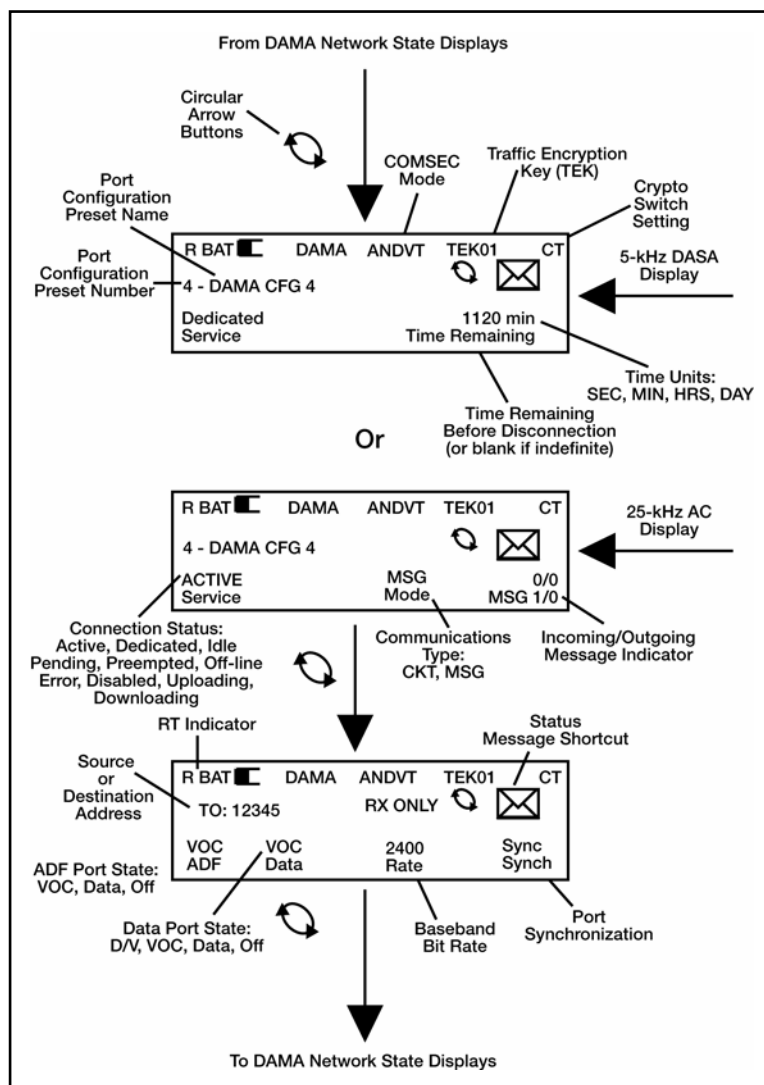 From DAMA Network State Displays
Circular
Arrow
Buttons
COMSEC
Mode
Traffic Encryption
Key (TEK)
Port
Configuration
Preset Name
Crypto
Switch
Setting
Port
Configuration
Preset Number
R BAT DAMA ANDVT TEK01 CT
4 - DAMA CFG 4
Dedicated
Service
1120 min
Time Remaining
5-kHz DASA
Display
Time Units:
SEC, MIN, HRS, DAY
Time Remaining
Before Disconnection
(or blank if indefinite)
Or
R BAT DAMA ANDVT TEK01 CT
4 - DAMA CFG 4
ACTIVE
Service
MSG
Mode
0/0
MSG 1/0
25-kHz AC
Display
Connection Status:
Active, Dedicated, Idle
Pending, Preempted, Off-line
Error, Disabled, Uploading,
Downloading
Communications
Type:
CKT, MSG
Incoming/Outgoing
Message Indicator
RT Indicator
Status
Message Shortcut
Source
or
Destination
Address
R BAT DAMA ANDVT TEK01 CT
TO: 12345 RX ONLY
VOC
ADF
VOC
Data
2400
Rate
Sync
Synch
ADF Port State:
VOC, Data, Off
Data Port State:
D/V, VOC, Data, Off
Baseband
Bit Rate
Port
Synchronization
To DAMA Network State Displays